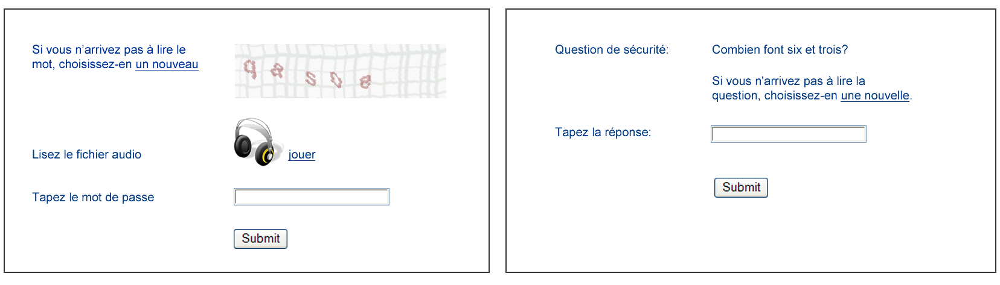 Si vous n’arrivez pas à lire le
mot, choisissez-en un nouveau
Lisez le fichier audio
jouer
Tapez le mot de passe
Submit
Question de sécurité:
Combien font six et trois?
Si vous n'arrivez pas à lire la
question, choisissez-en une nouvelle.
Tapez la réponse:
Submit